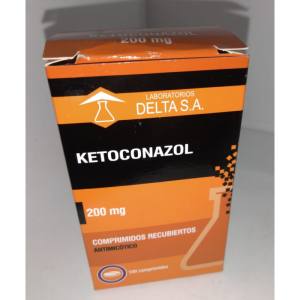 200 mg
LABORATORIOS
DELTA S.A.
KETOCONAZOL
200 mg
COMPRIMIDOS RECUBIERTOS
ANTIMICÓTICO
100 comprimidos